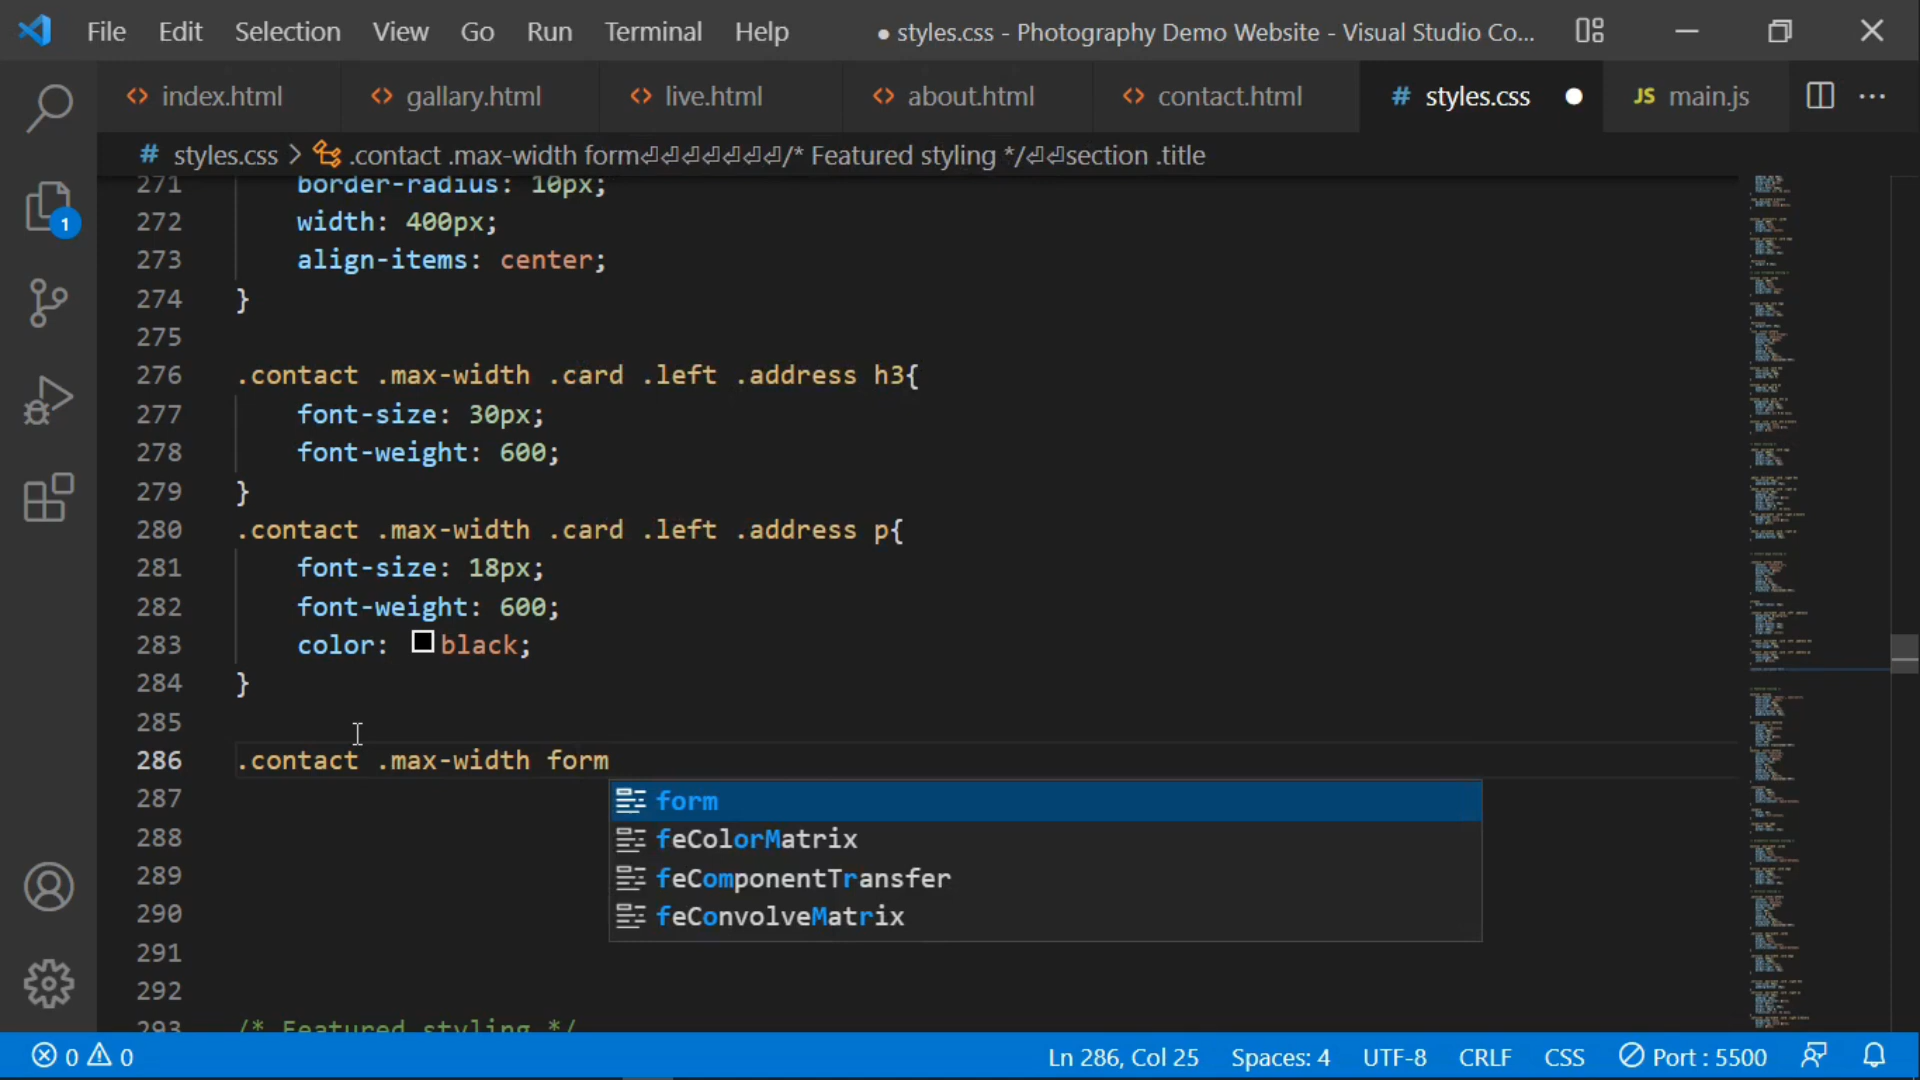 File Edit Selection View Go Run Terminal Help ● styles.css - Photography Demo Website - Visual Studio Co...
<> index.html <> gallary.html <> live.html <> about.html <> contact.html # styles.css ● JS main.js ...
# styles.css > .contact .max-width form⏎⏎⏎⏎⏎⏎⏎/* Featured styling */⏎⏎section .title
271 border-radius: 10px;
272 width: 400px;
273 align-items: center;
274 }
275
276 .contact .max-width .card .left .address h3{
277 font-size: 30px;
278 font-weight: 600;
279 }
280 .contact .max-width .card .left .address p{
281 font-size: 18px;
282 font-weight: 600;
283 color: black;
284 }
285
286 .contact .max-width form
287 form
288 feColorMatrix
289 feComponentTransfer
290 feConvolveMatrix
291
292
293 /* Featured styling */
1
0 0 Ln 286, Col 25 Spaces: 4 UTF-8 CRLF CSS Port : 5500